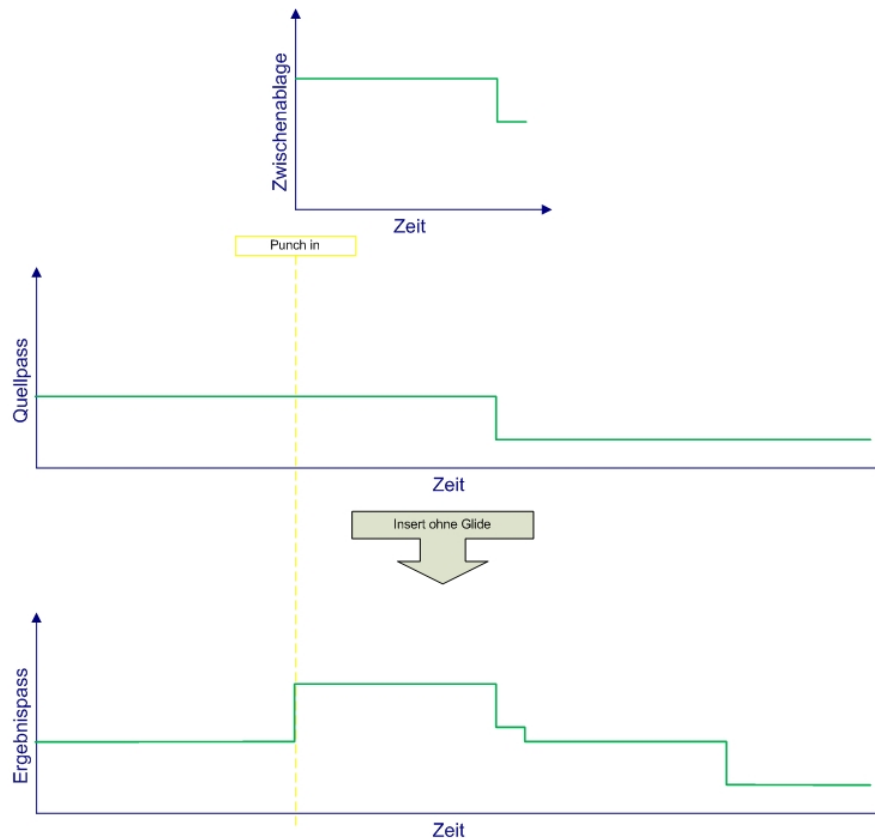 Zwischenablage
Zeit
Punch in
Quellpass
Zeit
Insert ohne Glide
Ergebnispass
Zeit